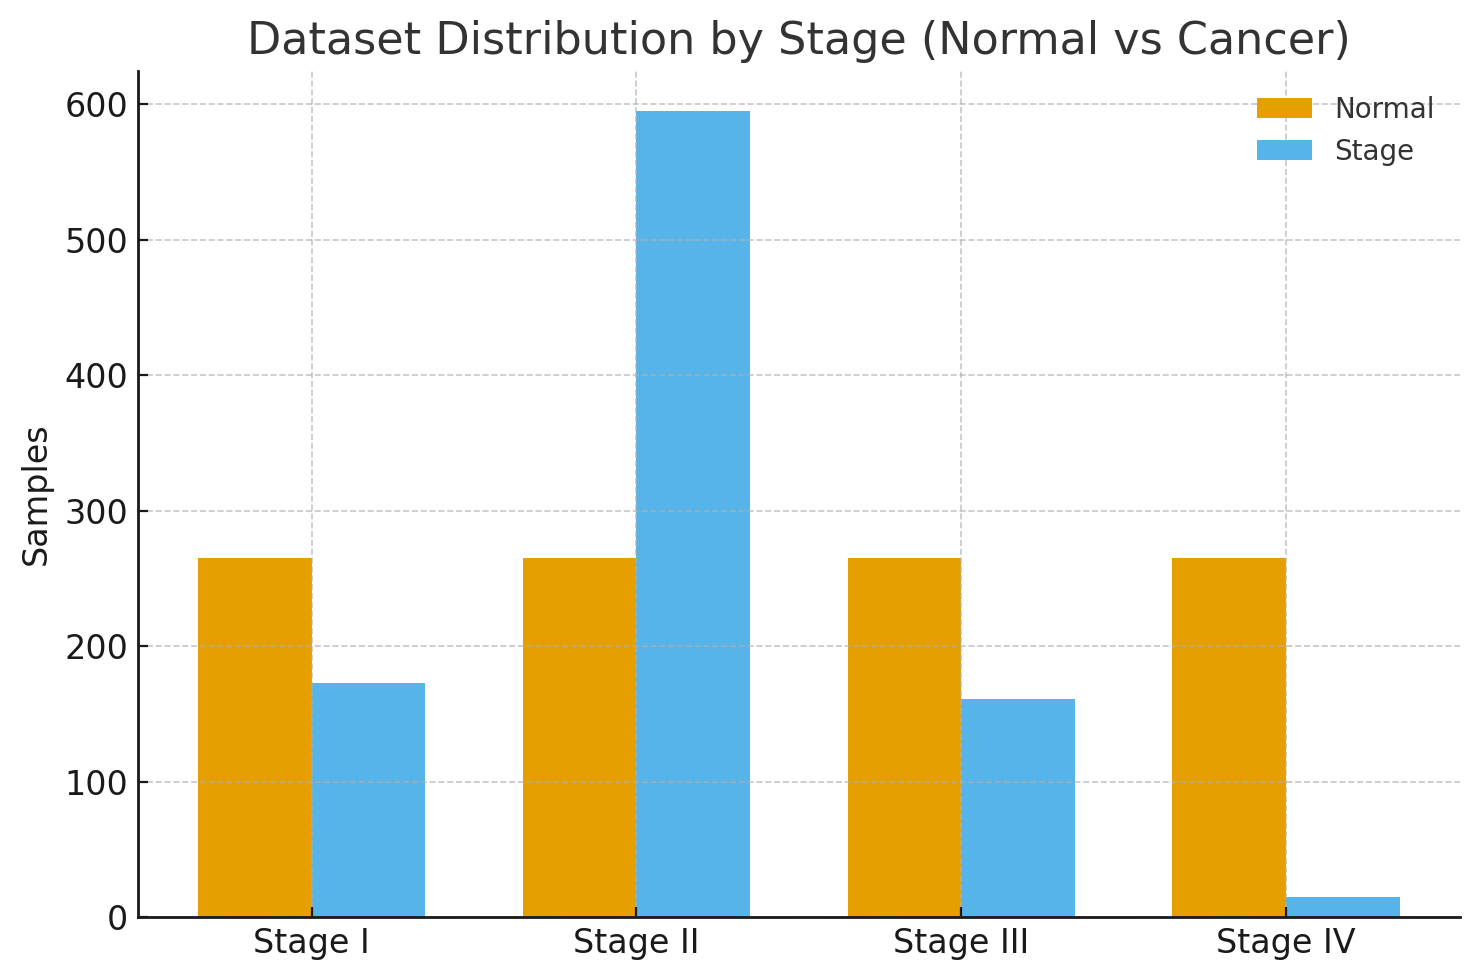 Dataset Distribution by Stage (Normal vs Cancer)
Normal
Stage
Samples
600
500
400
300
200
100
0
Stage I
Stage II
Stage III
Stage IV